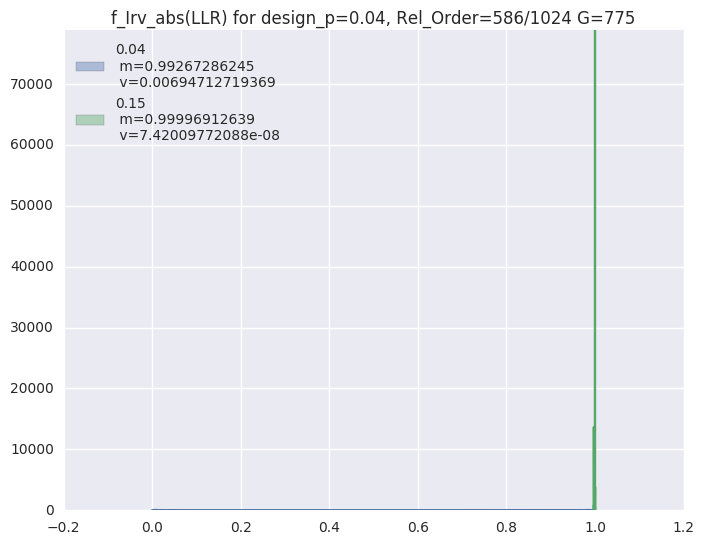 f_Irv_abs(LLR) for design_p=0.04, Rel_Order=586/1024 G=775
0.04
m=0.99267286245
v=0.00694712719369
0.15
m=0.99996912639
v=7.42009772088e-08
70000
60000
50000
40000
30000
20000
10000
0
−0.2 0.0 0.2 0.4 0.6 0.8 1.0 1.2